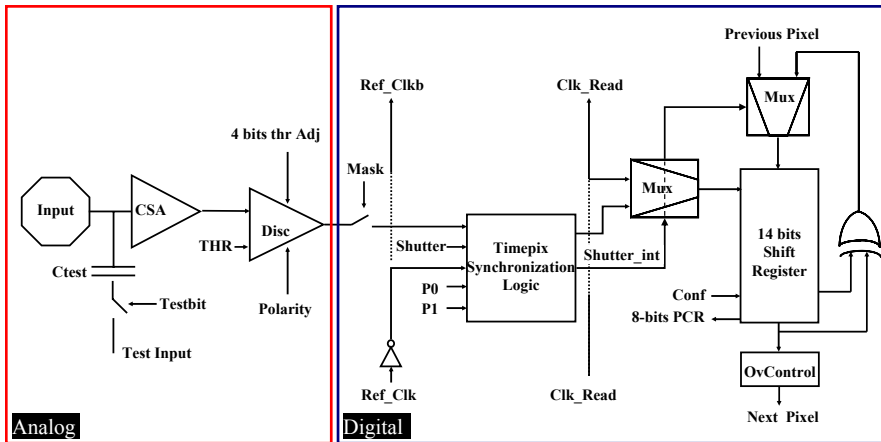 Previous Pixel
Ref_Clkb
Clk_Read
Mux
4 bits thr Adj
Mask
Mux
Input
CSA
Disc
14 bits
Shift
Register
THR
Shutter
Timepix
Synchronization
Logic
Shutter_int
Ctest
P0
P1
Conf
8-bits PCR
Testbit
Polarity
Test Input
OvControl
Ref_Clk
Clk_Read
Next Pixel
Analog
Digital